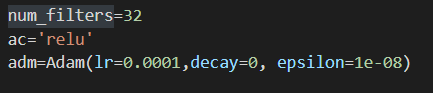 num_filters=32
ac='relu'
adm=Adam(lr=0.0001,decay=0, epsilon=1e-08)